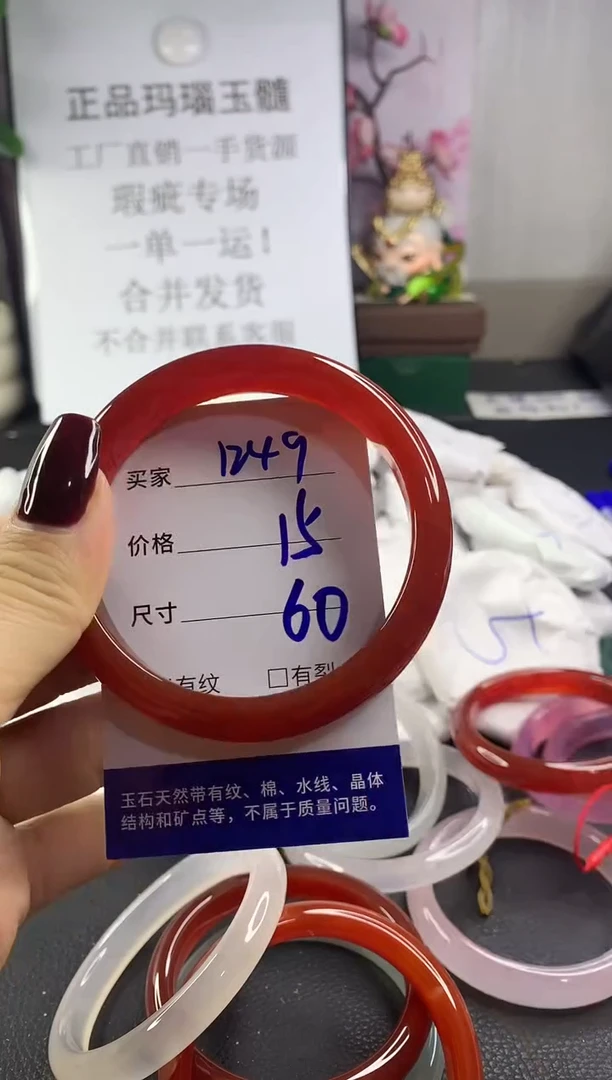 正品玛瑙玉髓
工厂直销一手货源
瑕疵专场
一单一运!
合并发货
不合并联系客服
买家 1249
价格 15
尺寸 60
有纹 □有裂
玉石天然带有纹、棉、水线、晶体
结构和矿点等，不属于质量问题。
5